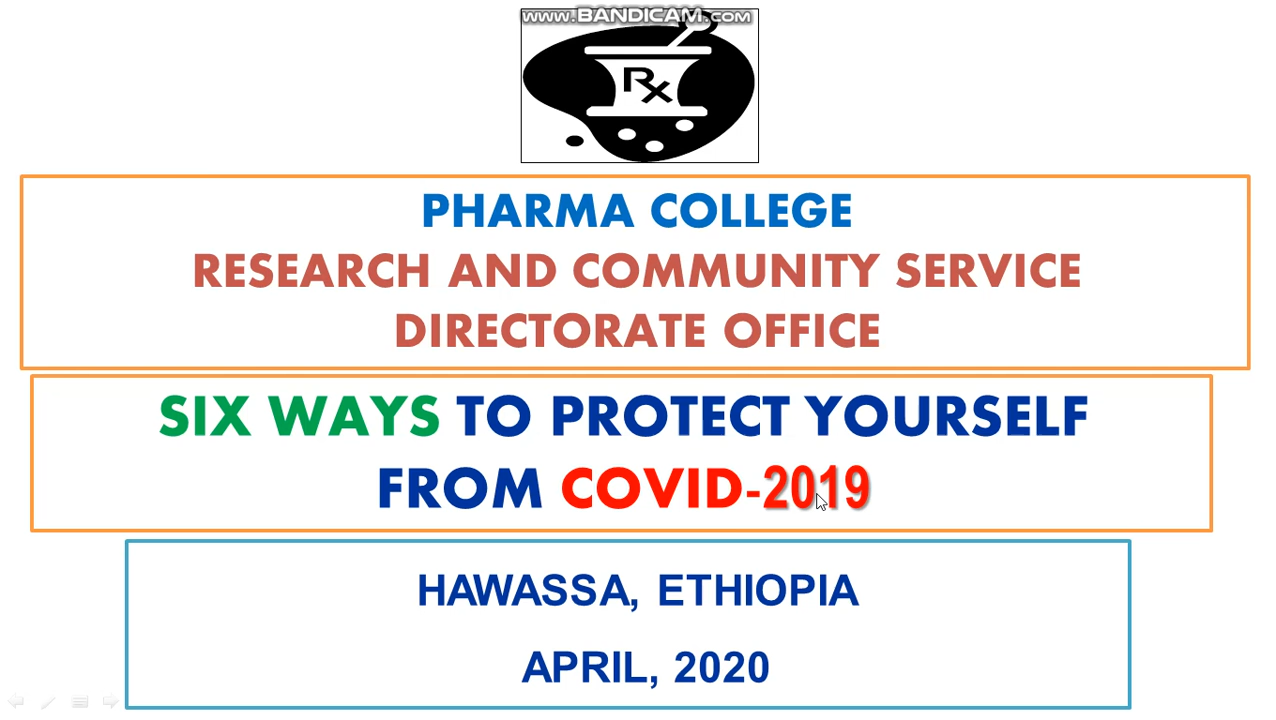 www.BANDICAM.com
Rx
PHARMA COLLEGE
RESEARCH AND COMMUNITY SERVICE
DIRECTORATE OFFICE
SIX WAYS TO PROTECT YOURSELF
FROM COVID-2019
HAWASSA, ETHIOPIA
APRIL, 2020